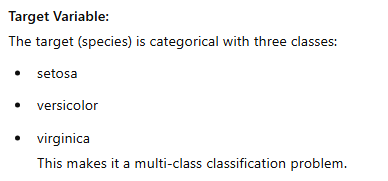 Target Variable:
The target (species) is categorical with three classes:
• setosa
• versicolor
• virginica
This makes it a multi-class classification problem.